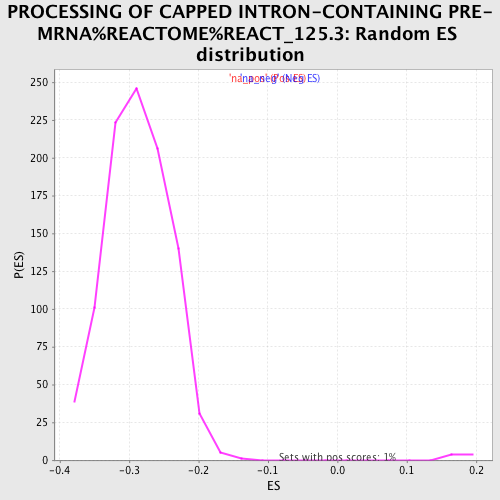 PROCESSING OF CAPPED INTRON-CONTAINING PRE-
MRNA%REACTOME%REACT_125.3: Random ES
distribution
250
225
200
175
150
125
100
75
50
25
0
P(ES)
Sets with pos scores: 1%
-0.4 -0.3 -0.2 -0.1 0.0 0.1 0.2
ES